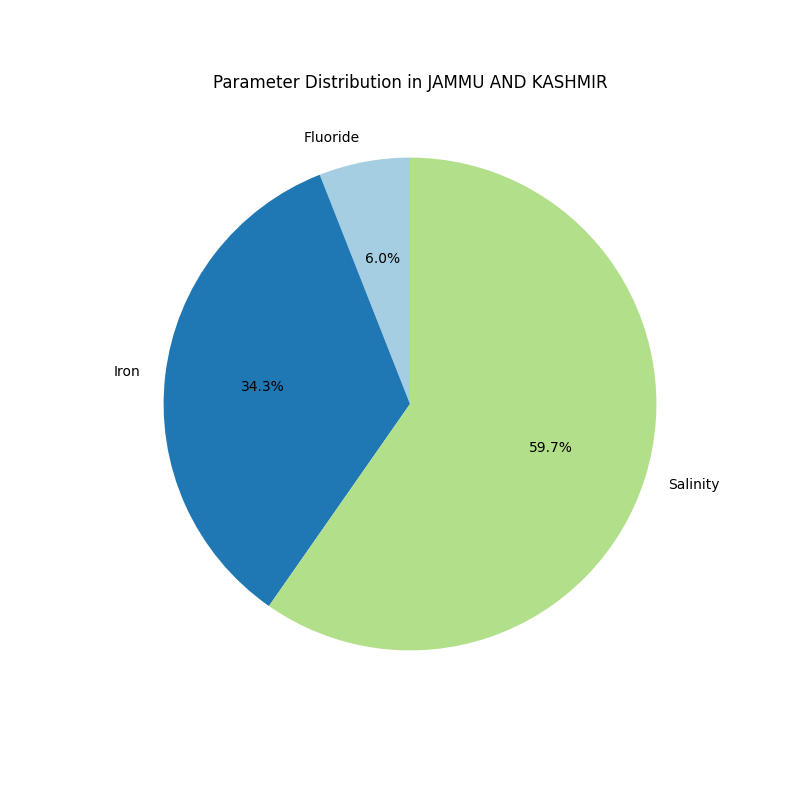 Parameter Distribution in JAMMU AND KASHMIR
Fluoride
6.0%
Iron
34.3%
59.7%
Salinity